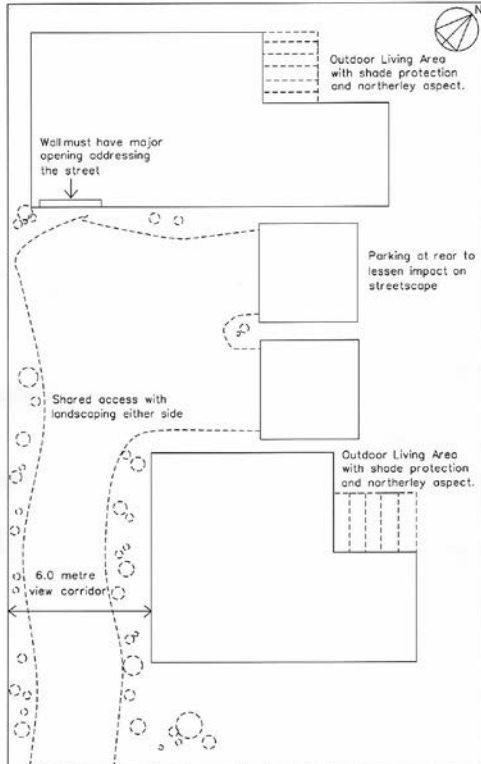 N
Outdoor Living Area
with shade protection
and northerley aspect.
Wall must have major
opening addressing
the street
Parking at rear to
lessen impact on
streetscape
Shared access with
landscaping either side
Outdoor Living Area
with shade protection
and northerley aspect.
6.0 metre
view corridor